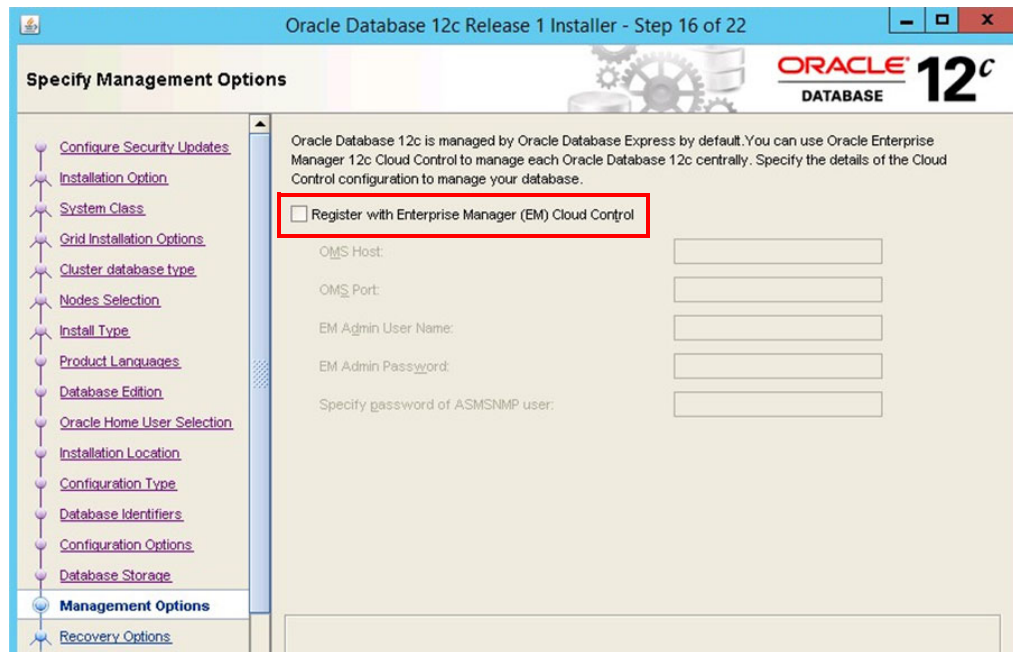 Oracle Database 12c Release 1 Installer - Step 16 of 22
Specify Management Options
ORACLE
DATABASE
12c
Configure Security Updates
Installation Option
System Class
Grid Installation Options
Cluster database type
Nodes Selection
Install Type
Product Languages
Database Edition
Oracle Home User Selection
Installation Location
Configuration Type
Database Identifiers
Configuration Options
Database Storage
Management Options
Recovery Options
Oracle Database 12c is managed by Oracle Database Express by default.You can use Oracle Enterprise
Manager 12c Cloud Control to manage each Oracle Database 12c centrally. Specify the details of the Cloud
Control configuration to manage your database.
Register with Enterprise Manager (EM) Cloud Control
OMS Host:
OMS Port:
EM Admin User Name:
EM Admin Password:
Specify password of ASMSNMP user: